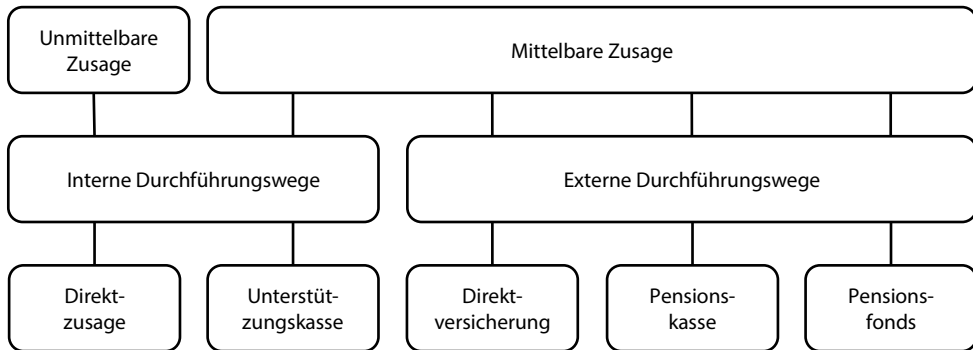 Unmittelbare
Zusage
Mittelbare Zusage
Interne Durchführungswege
Externe Durchführungswege
Direkt-
zusage
Unterstüt-
zungskasse
Direkt-
versicherung
Pensions-
kasse
Pensions-
fonds